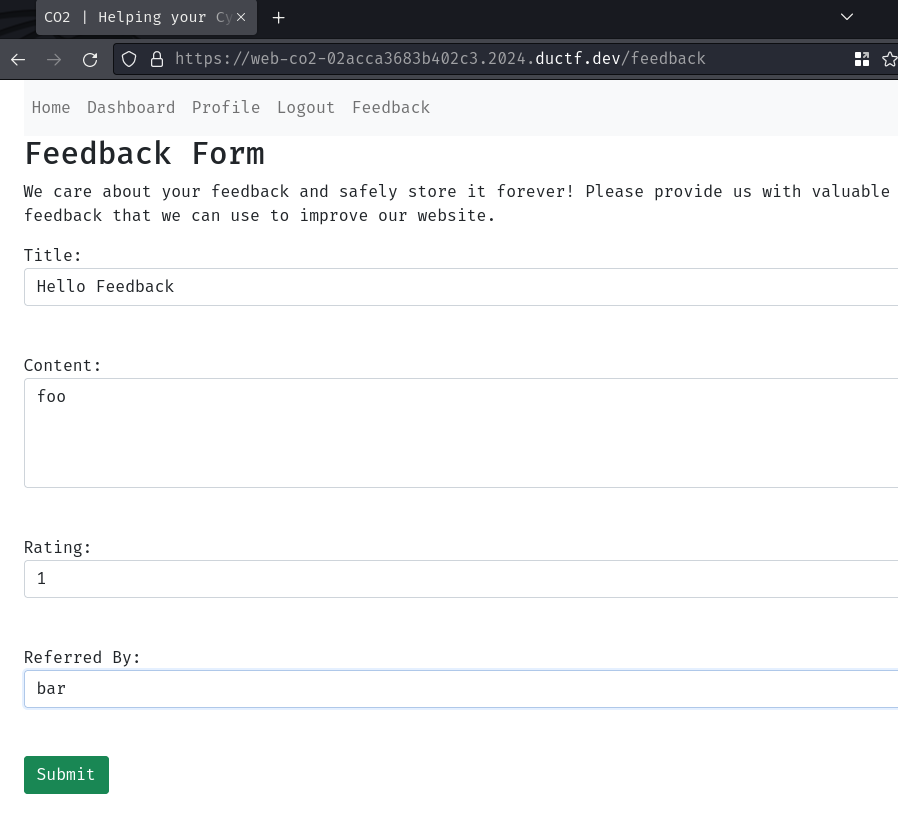 CO2 | Helping your Cy
https://web-co2-02acca3683b402c3.2024.ductf.dev/feedback
Home Dashboard Profile Logout Feedback
Feedback Form
We care about your feedback and safely store it forever! Please provide us with valuable
feedback that we can use to improve our website.
Title:
Hello Feedback
Content:
foo
Rating:
1
Referred By:
bar
Submit